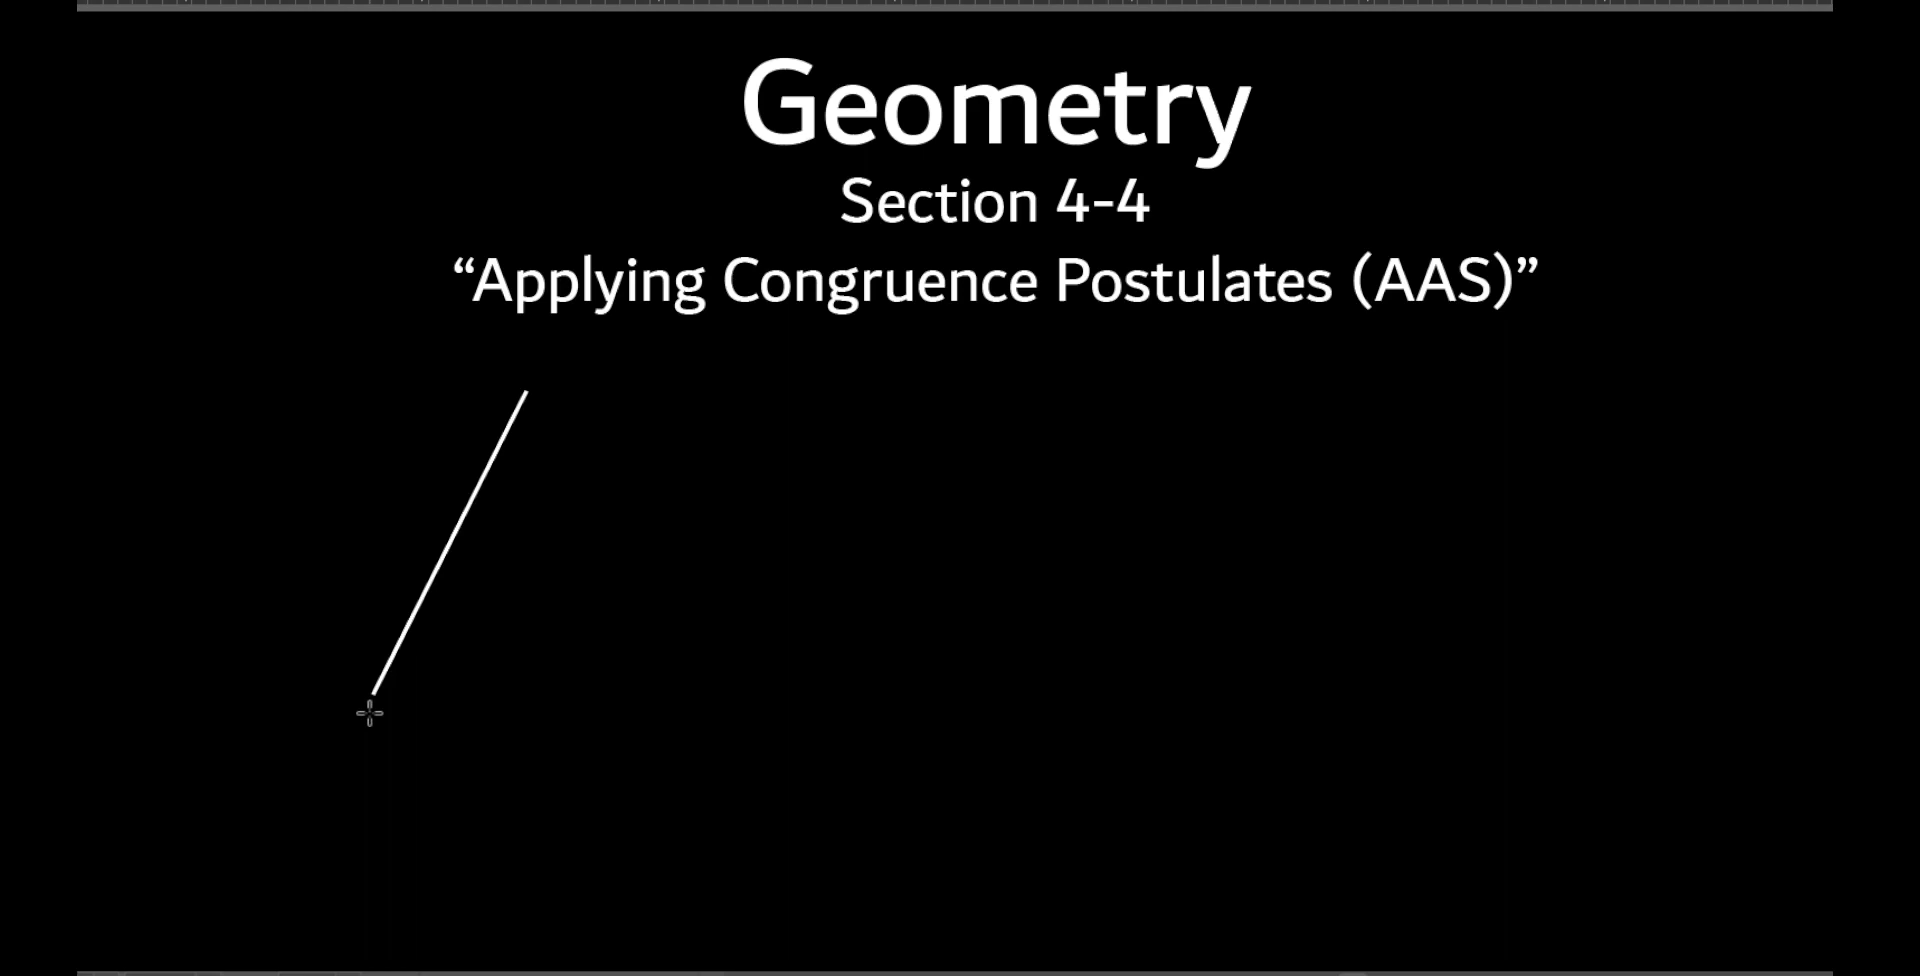 Geometry
Section 4-4
“Applying Congruence Postulates (AAS)”